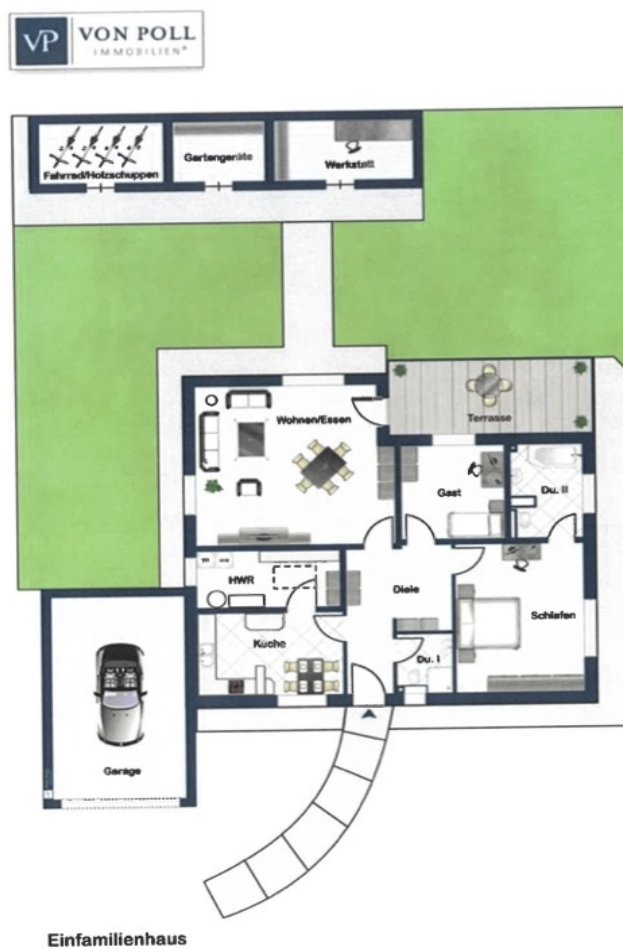 VP VON POLL
IMMOBILIEN®
Fahrrad/Holzschuppen
Gartengeräte
Werkstatt
Wohnen/Essen
Terrasse
Gast
Du. II
HWR
Diele
Schlafen
Küche
Du. I
Garage
Einfamilienhaus